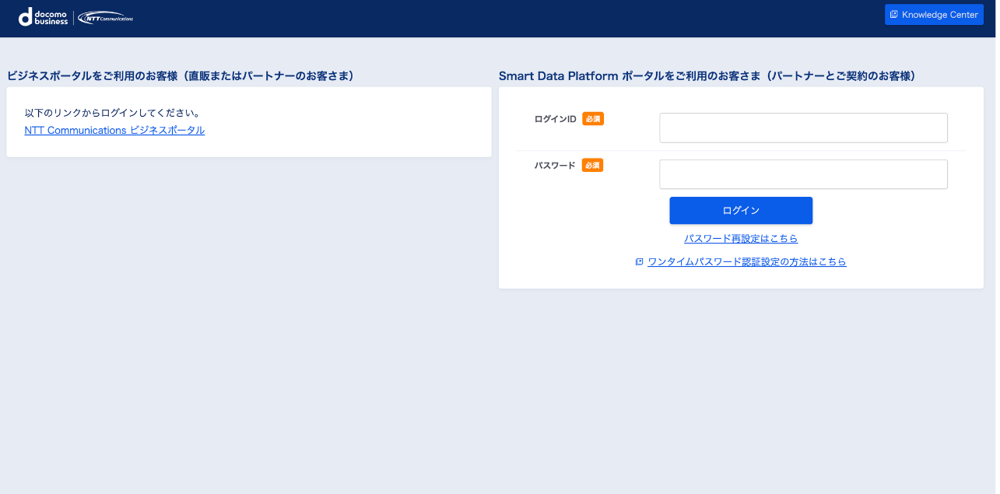 docomo business NTT Communications
Knowledge Center
ビジネスポータルをご利用のお客様（直販またはパートナーのお客さま）
以下のリンクからログインしてください。
NTT Communications ビジネスポータル
Smart Data Platform ポータルをご利用のお客さま（パートナーとご契約のお客様）
ログインID 必須
パスワード 必須
ログイン
パスワード再設定はこちら
ワンタイムパスワード認証設定の方法はこちら